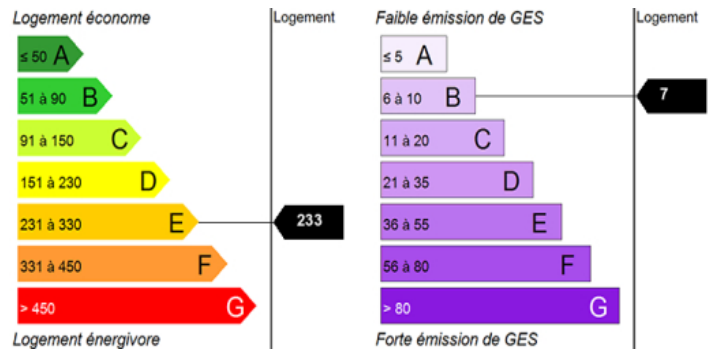 Logement économe
Logement
≤ 50 A
51 à 90 B
91 à 150 C
151 à 230 D
231 à 330 E
233
331 à 450 F
> 450 G
Logement énergivore
Faible émission de GES
Logement
≤ 5 A
6 à 10 B
7
11 à 20 C
21 à 35 D
36 à 55 E
56 à 80 F
> 80 G
Forte émission de GES